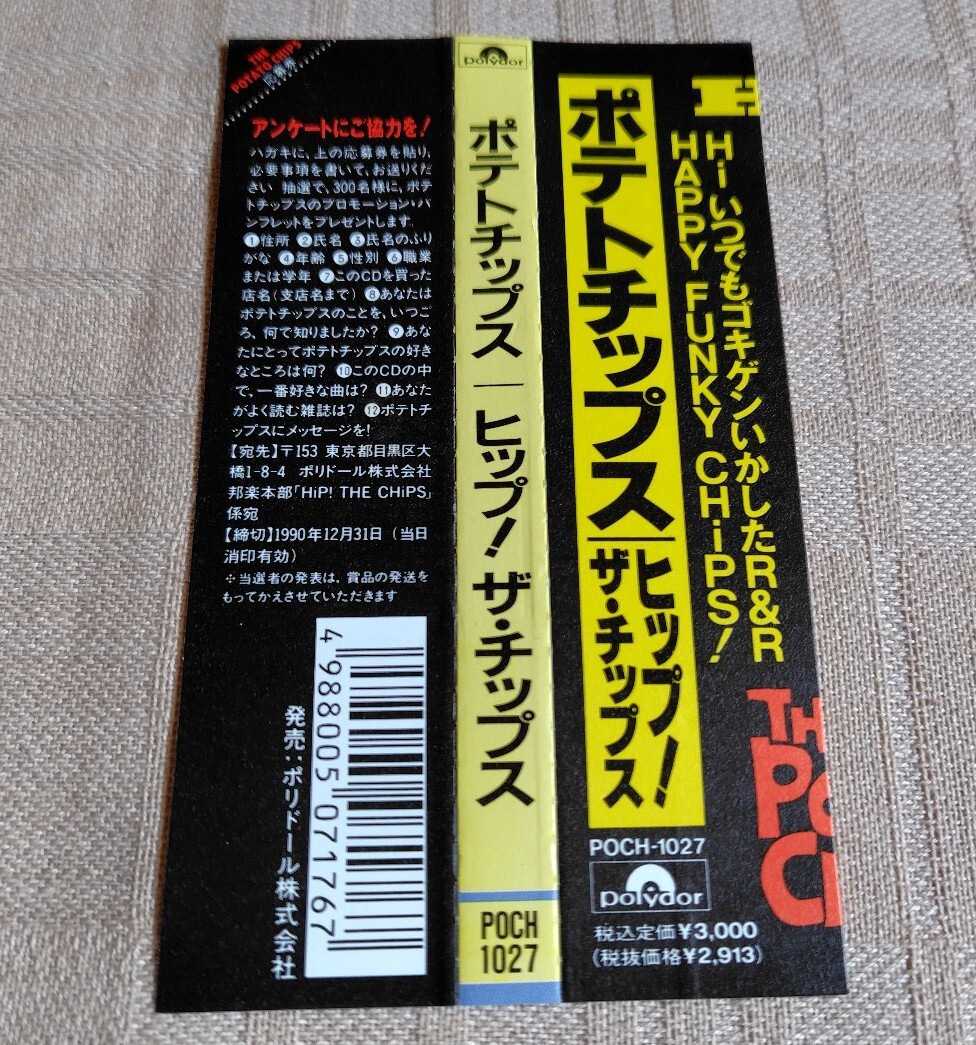 THE
POTATO CHIPS
応募券
アンケートにご協力を!
ハガキに、上の応募券を貼り、
必要事項を書いて、お送りくだ
さい 抽選で、300名様に、ポテ
トチップスのプロモーション・パ
ンフレットをプレゼントします.
❶住所 ❷氏名 ❸氏名のふり
がな ❹年齢 ❺性別 ❻職業
または学年 ❼このCDを買った
店名(支店名まで) ❽あなたは
ポテトチップスのことを、いつご
ろ、何で知りましたか? ❾あな
たにとってポテトチップスの好き
なところは何? ❿このCDの中
で、一番好きな曲は? ⓫あなた
がよく読む雑誌は? ⓬ポテトチ
ップスにメッセージを!
【宛先】〒153 東京都目黒区大
橋1-8-4 ポリドール株式会社
邦楽本部「HiP! THE CHiPS」
係宛
【締切】1990年12月31日 (当日
消印有効)
✢当選者の発表は、賞品の発送を
もってかえさせていただきます
4 988005 071767
発売:ポリドール株式会社
polydor
ポテトチップス | ヒップ! ザ・チップス
POCH
1027
Hi いつでもゴキゲンいかしたR&R
HAPPY FUNKY CHiPS!
ポテトチップス | ヒップ!
ザ・チップス
POCH-1027
polydor
税込定価¥3,000
(税抜価格¥2,913)